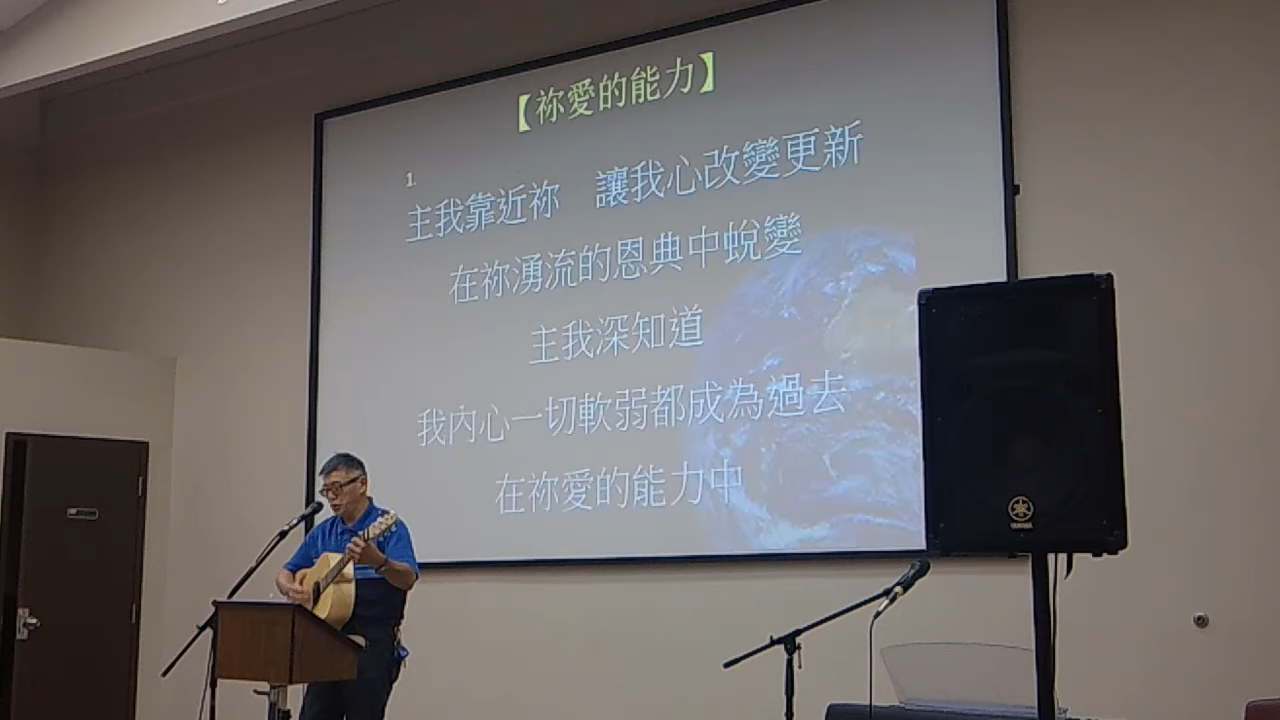 【祢愛的能力】
1.
主我靠近祢　讓我心改變更新
在祢湧流的恩典中蛻變
主我深知道
我內心一切軟弱都成為過去
在祢愛的能力中
YAMAHA